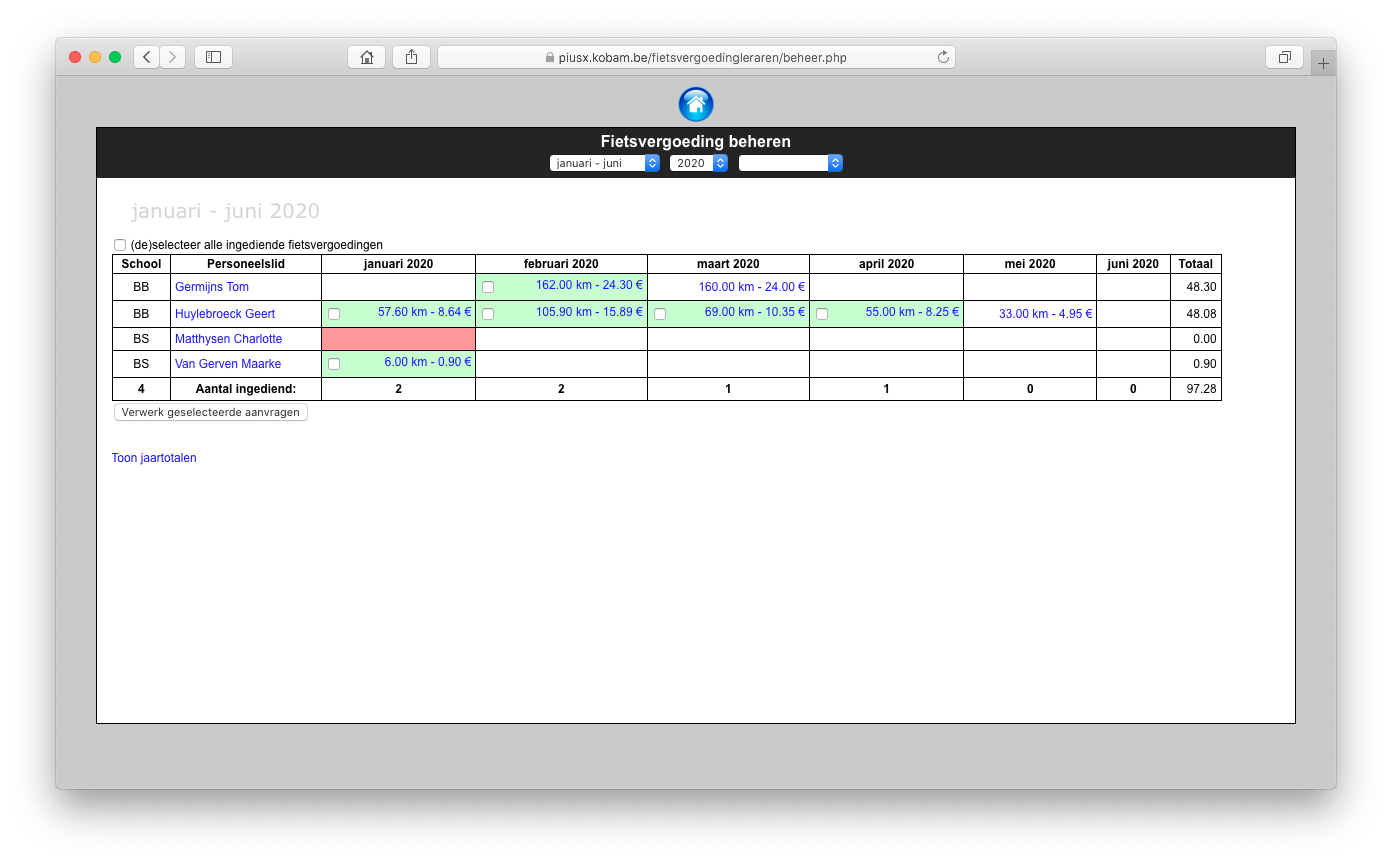 piusx.kobam.be/fietsvergoedingleraren/beheer.php
Fietsvergoeding beheren
januari - juni 2020
januari - juni 2020
(de)selecteer alle ingediende fietsvergoedingen
School Personeelslid januari 2020 februari 2020 maart 2020 april 2020 mei 2020 juni 2020 Totaal
BB Germijns Tom 162.00 km - 24.30 € 160.00 km - 24.00 € 48.30
BB Huylebroeck Geert 57.60 km - 8.64 € 105.90 km - 15.89 € 69.00 km - 10.35 € 55.00 km - 8.25 € 33.00 km - 4.95 € 48.08
BS Matthysen Charlotte 0.00
BS Van Gerven Maarke 6.00 km - 0.90 € 0.90
4 Aantal ingediend: 2 2 1 1 0 0 97.28
Verwerk geselecteerde aanvragen
Toon jaartotalen